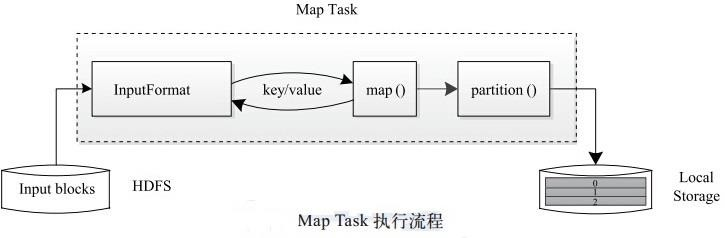 Map Task
InputFormat
key/value
map ()
partition ()
Input blocks
HDFS
0
1
2
Local
Storage
Map Task 执行流程